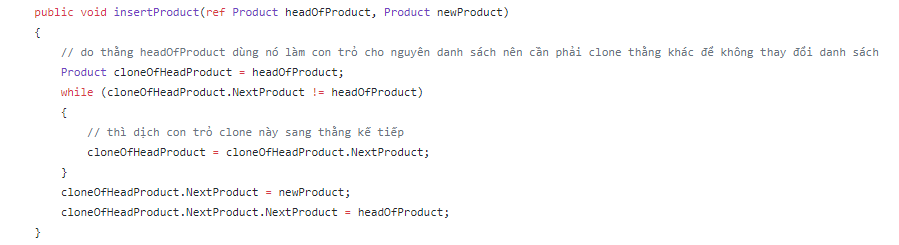 public void insertProduct(ref Product headOfProduct, Product newProduct)
{
// do thằng headOfProduct dùng nó làm con trỏ cho nguyên danh sách nên cần phải clone thằng khác để không thay đổi danh sách
Product cloneOfHeadProduct = headOfProduct;
while (cloneOfHeadProduct.NextProduct != headOfProduct)
{
// thì dịch con trỏ clone này sang thằng kế tiếp
cloneOfHeadProduct = cloneOfHeadProduct.NextProduct;
}
cloneOfHeadProduct.NextProduct = newProduct;
cloneOfHeadProduct.NextProduct.NextProduct = headOfProduct;
}